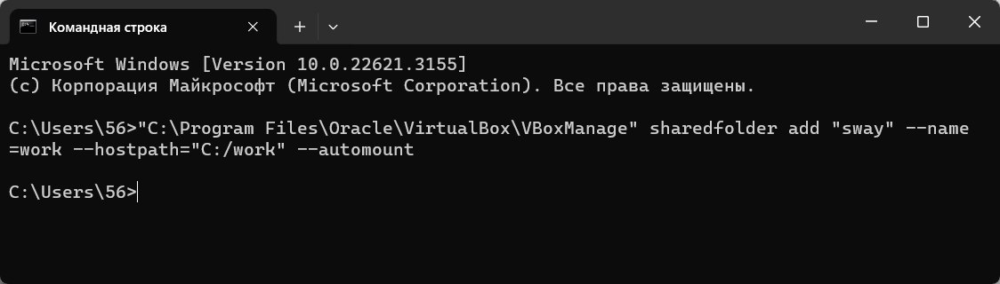 Командная строка
Microsoft Windows [Version 10.0.22621.3155]
(c) Корпорация Майкрософт (Microsoft Corporation). Все права защищены.
C:\Users\56>"C:\Program Files\Oracle\VirtualBox\VBoxManage" sharedfolder add "sway" --name
=work --hostpath="C:/work" --automount
C:\Users\56>